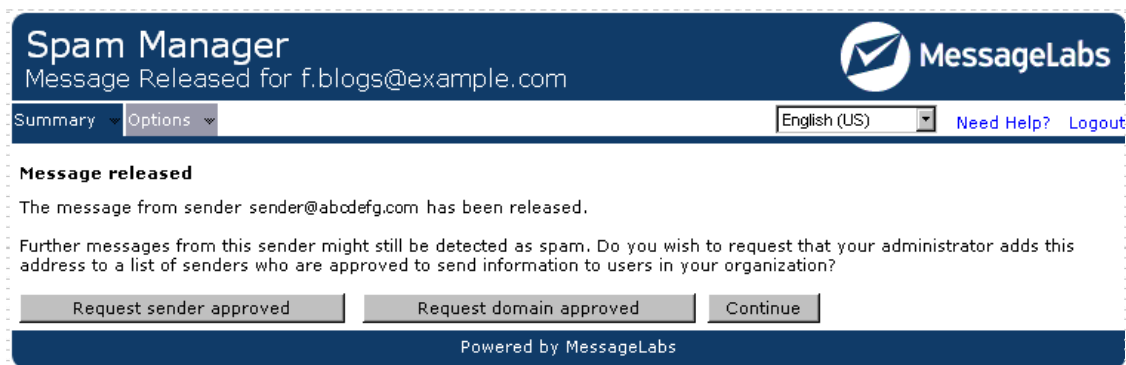 Spam Manager
Message Released for f.blogs@example.com
MessageLabs
Summary Options English (US) Need Help? Logout
Message released
The message from sender sender@abcdefg.com has been released.
Further messages from this sender might still be detected as spam. Do you wish to request that your administrator adds this
address to a list of senders who are approved to send information to users in your organization?
Request sender approved Request domain approved Continue
Powered by MessageLabs